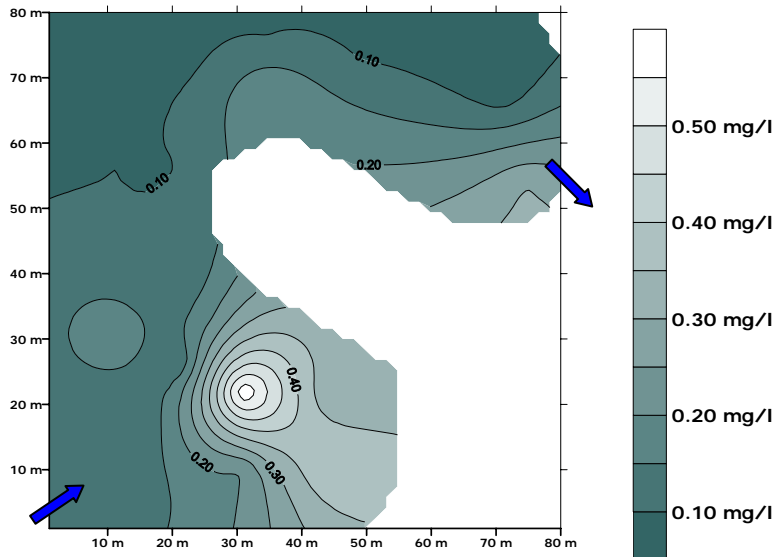 80 m
70 m
60 m
50 m
40 m
30 m
20 m
10 m
10 m 20 m 30 m 40 m 50 m 60 m 70 m 80 m
0.10
0.20
0.10
0.40
0.20
0.30
0.50 mg/l
0.40 mg/l
0.30 mg/l
0.20 mg/l
0.10 mg/l